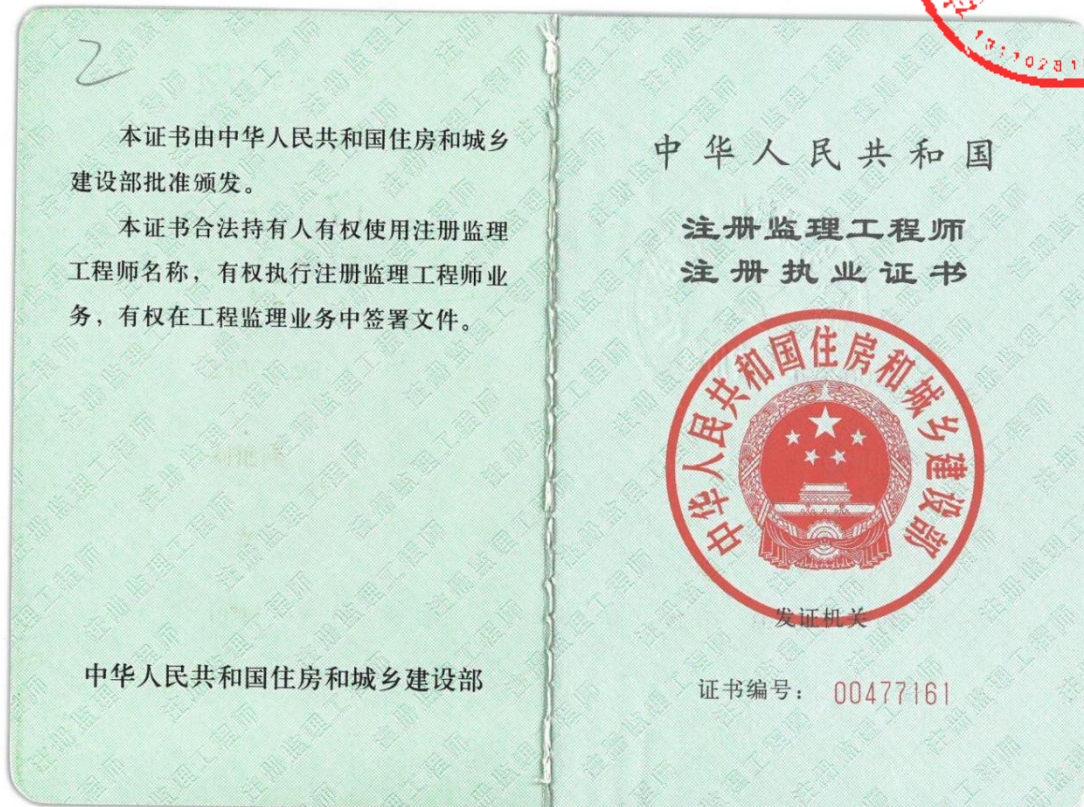 2
本证书由中华人民共和国住房和城乡
建设部批准颁发。
本证书合法持有人有权使用注册监理
工程师名称，有权执行注册监理工程师业
务，有权在工程监理业务中签署文件。
中华人民共和国住房和城乡建设部
中华人民共和国
注册监理工程师
注册执业证书
中华人民共和国住房和城乡建设部
发证机关
证书编号： 00477161